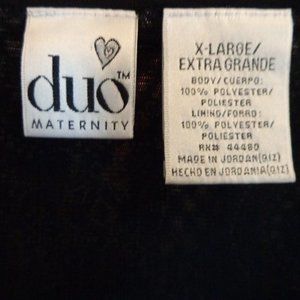 duo™
MATERNITY
X-LARGE/
EXTRA GRANDE
BODY/CUERPO:
100% POLYESTER/
POLIESTER
LINING/FORRO:
100% POLYESTER/
POLIESTER
RX# 44480
MADE IN JORDAN(QIZ)
HECHO EN JORDANIA(QIZ)